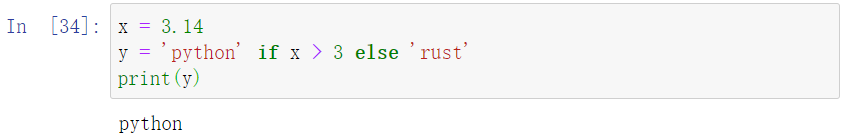 In [34]: x = 3.14
y = 'python' if x > 3 else 'rust'
print(y)
python